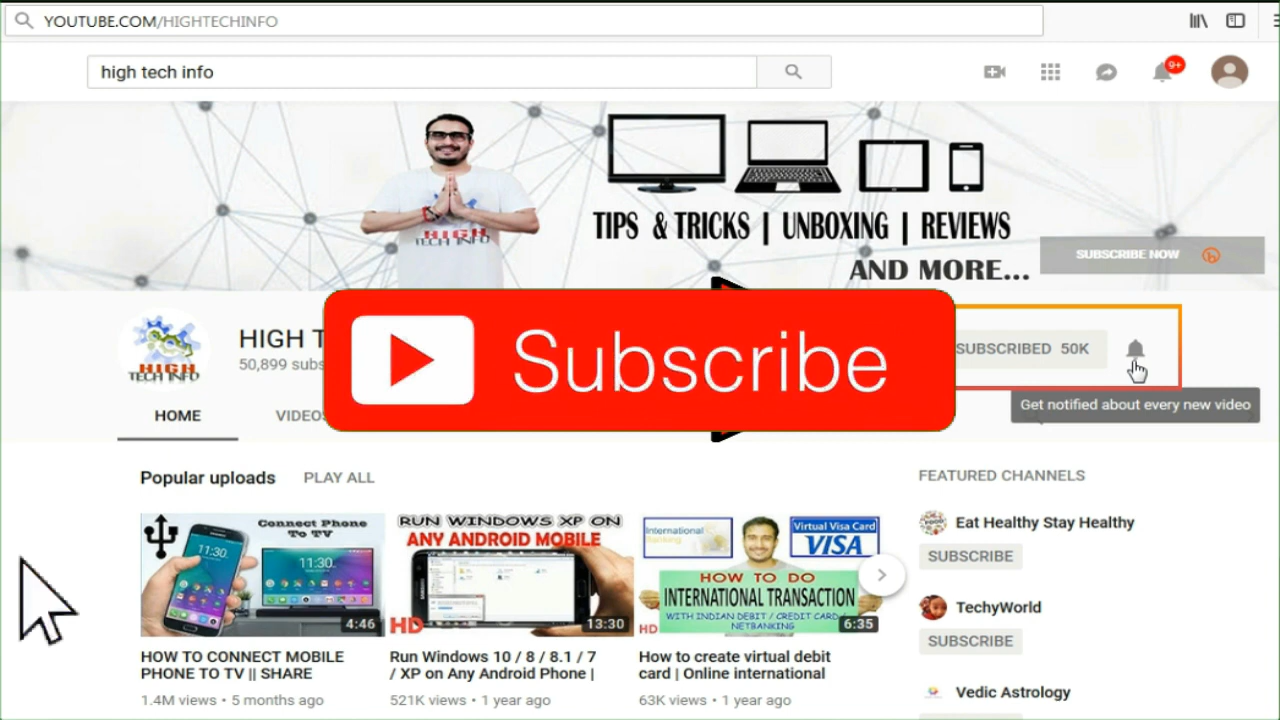 YOUTUBE.COM/HIGHTECHINFO
high tech info
9+
HIGH
TECH INFO
TIPS & TRICKS | UNBOXING | REVIEWS
AND MORE...
SUBSCRIBE NOW
HIGH T
50,899 subs
Subscribe
SUBSCRIBED 50K
Get notified about every new video
HIGH
TECH INFO
HOME VIDEOS
Popular uploads PLAY ALL
FEATURED CHANNELS
Connect Phone
To TV
11:30
11:30
4:46
RUN WINDOWS XP ON
ANY ANDROID MOBILE
HD
13:30
International
Banking
Virtual Visa Card
VISA
HOW TO DO
INTERNATIONAL TRANSACTION
WITH INDIAN DEBIT / CREDIT CARD
NETBANKING
HD
6:35
HOW TO CONNECT MOBILE
PHONE TO TV || SHARE
1.4M views • 5 months ago
Run Windows 10 / 8 / 8.1 / 7
/ XP on Any Android Phone |
521K views • 1 year ago
How to create virtual debit
card | Online international
63K views • 1 year ago
Eat Healthy Stay Healthy
SUBSCRIBE
TechyWorld
SUBSCRIBE
Vedic Astrology